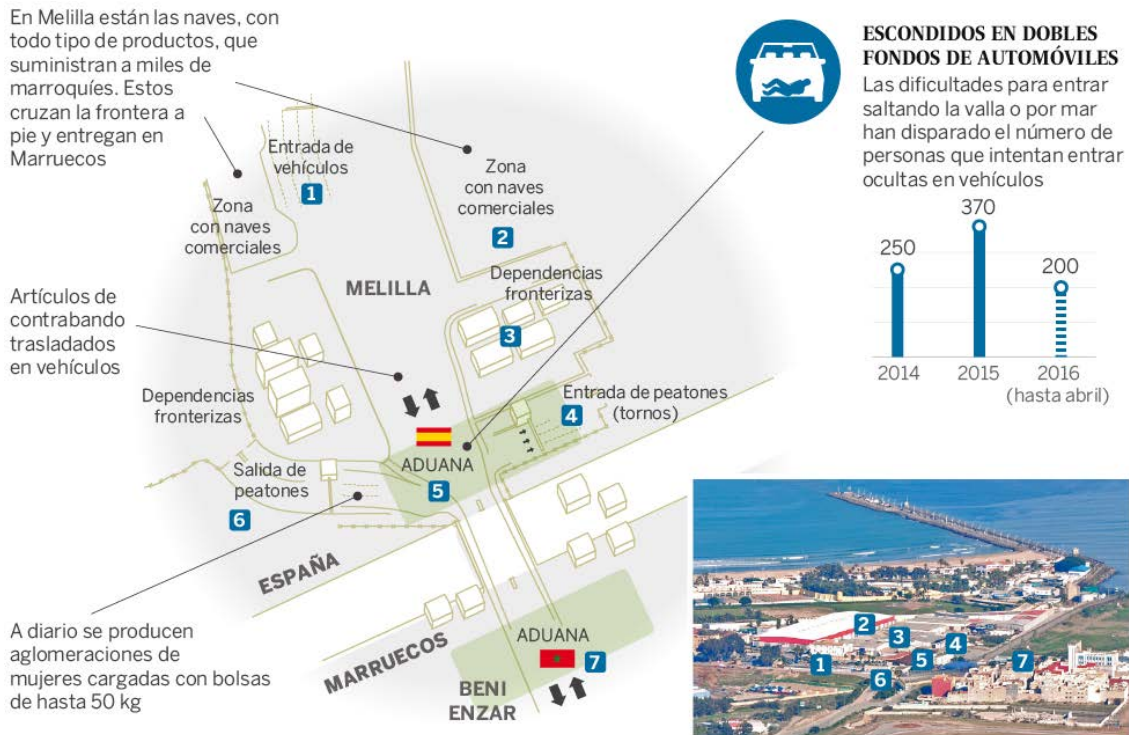 En Melilla están las naves, con
todo tipo de productos, que
suministran a miles de
marroquíes. Estos
cruzan la frontera a
pie y entregan en
Marruecos
Entrada de
vehículos
1
Zona
con naves
comerciales
Zona
con naves
comerciales
2
MELILLA
Dependencias
fronterizas
3
Artículos de
contrabando
trasladados
en vehículos
Dependencias
fronterizas
Entrada de peatones
(tornos)
4
ADUANA
5
Salida de
peatones
6
ESPAÑA
MARRUECOS
ADUANA
7
BENI
ENZAR
A diario se producen
aglomeraciones de
mujeres cargadas con bolsas
de hasta 50 kg
ESCONDIDOS EN DOBLES
FONDOS DE AUTOMÓVILES
Las dificultades para entrar
saltando la valla o por mar
han disparado el número de
personas que intentan entrar
ocultas en vehículos
370
250
200
2014
2015
2016
(hasta abril)
2
3
4
1
5
7
6